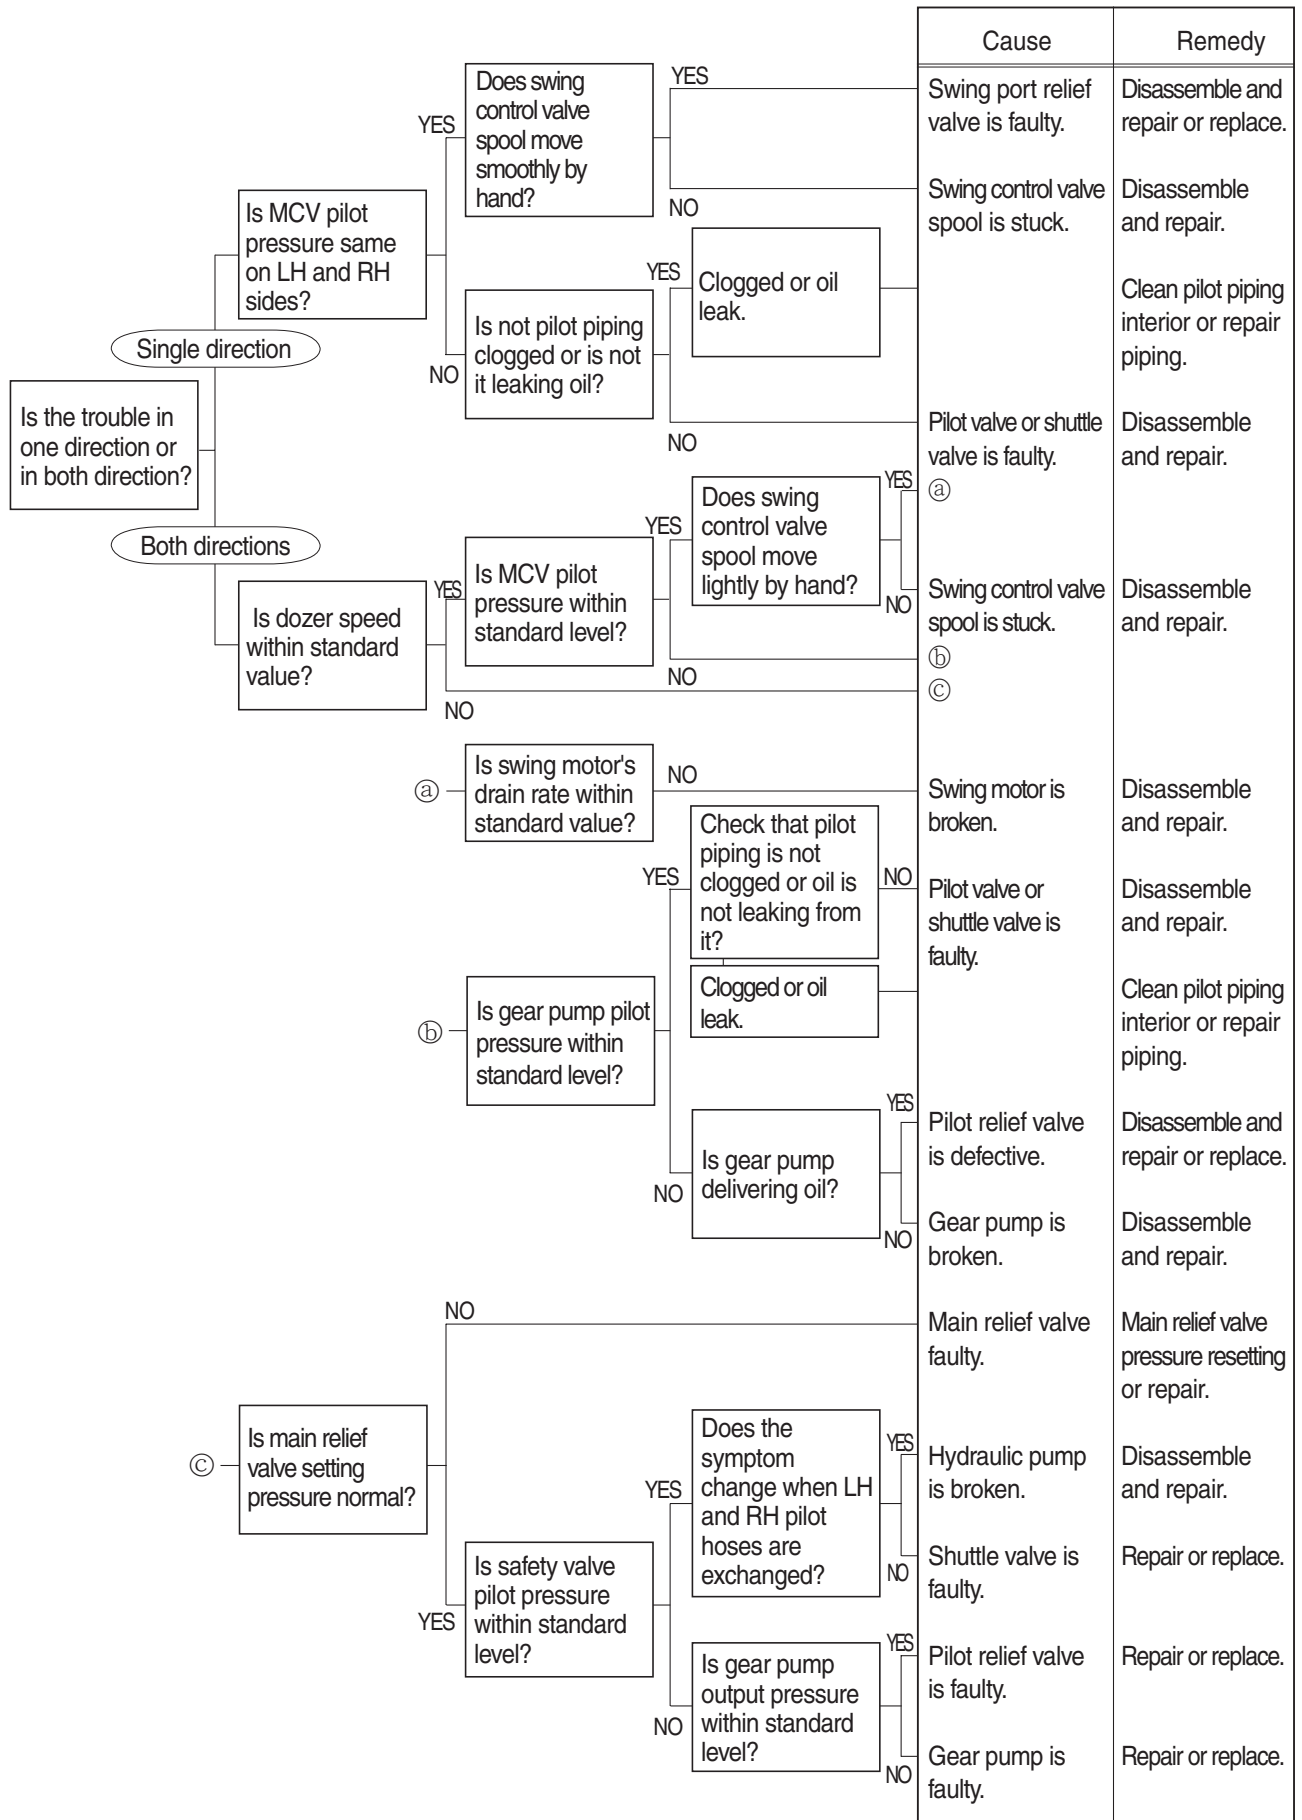 Cause
Remedy
Is the trouble in
one direction or
in both direction?
Single direction
Is MCV pilot
pressure same
on LH and RH
sides?
YES
Does swing
control valve
spool move
smoothly by
hand?
YES
Swing port relief
valve is faulty.
Disassemble and
repair or replace.
NO
Swing control valve
spool is stuck.
Disassemble
and repair.
NO
Is not pilot piping
clogged or is not
it leaking oil?
YES
Clogged or oil
leak.
Clean pilot piping
interior or repair
piping.
NO
Pilot valve or shuttle
valve is faulty.
Disassemble
and repair.
Both directions
Is dozer speed
within standard
value?
YES
Is MCV pilot
pressure within
standard level?
YES
Does swing
control valve
spool move
lightly by hand?
YES
ⓐ
NO
Swing control valve
spool is stuck.
Disassemble
and repair.
NO
ⓑ
NO
ⓒ
ⓐ
Is swing motor's
drain rate within
standard value?
NO
Swing motor is
broken.
Disassemble
and repair.
ⓑ
Is gear pump pilot
pressure within
standard level?
YES
Check that pilot
piping is not
clogged or oil is
not leaking from
it?
NO
Pilot valve or
shuttle valve is
faulty.
Disassemble
and repair.
Clogged or oil
leak.
Clean pilot piping
interior or repair
piping.
NO
Is gear pump
delivering oil?
YES
Pilot relief valve
is defective.
Disassemble and
repair or replace.
NO
Gear pump is
broken.
Disassemble
and repair.
ⓒ
Is main relief
valve setting
pressure normal?
NO
Main relief valve
faulty.
Main relief valve
pressure resetting
or repair.
YES
Is safety valve
pilot pressure
within standard
level?
YES
Does the
symptom
change when LH
and RH pilot
hoses are
exchanged?
YES
Hydraulic pump
is broken.
Disassemble
and repair.
NO
Shuttle valve is
faulty.
Repair or replace.
NO
Is gear pump
output pressure
within standard
level?
YES
Pilot relief valve
is faulty.
Repair or replace.
NO
Gear pump is
faulty.
Repair or replace.